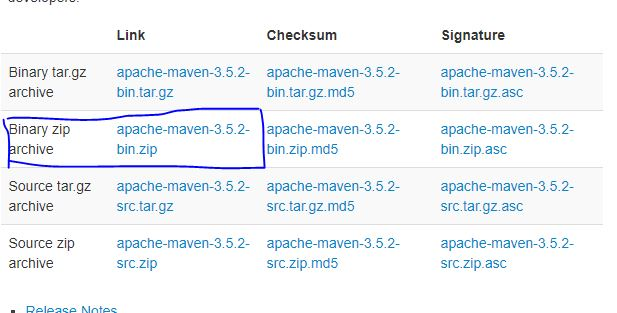 developers.
Link Checksum Signature
Binary tar.gz apache-maven-3.5.2- apache-maven-3.5.2- apache-maven-3.5.2-
archive bin.tar.gz bin.tar.gz.md5 bin.tar.gz.asc
Binary zip apache-maven-3.5.2- apache-maven-3.5.2- apache-maven-3.5.2-
archive bin.zip bin.zip.md5 bin.zip.asc
Source tar.gz apache-maven-3.5.2- apache-maven-3.5.2- apache-maven-3.5.2-
archive src.tar.gz src.tar.gz.md5 src.tar.gz.asc
Source zip apache-maven-3.5.2- apache-maven-3.5.2- apache-maven-3.5.2-
archive src.zip src.zip.md5 src.zip.asc
Release Notes